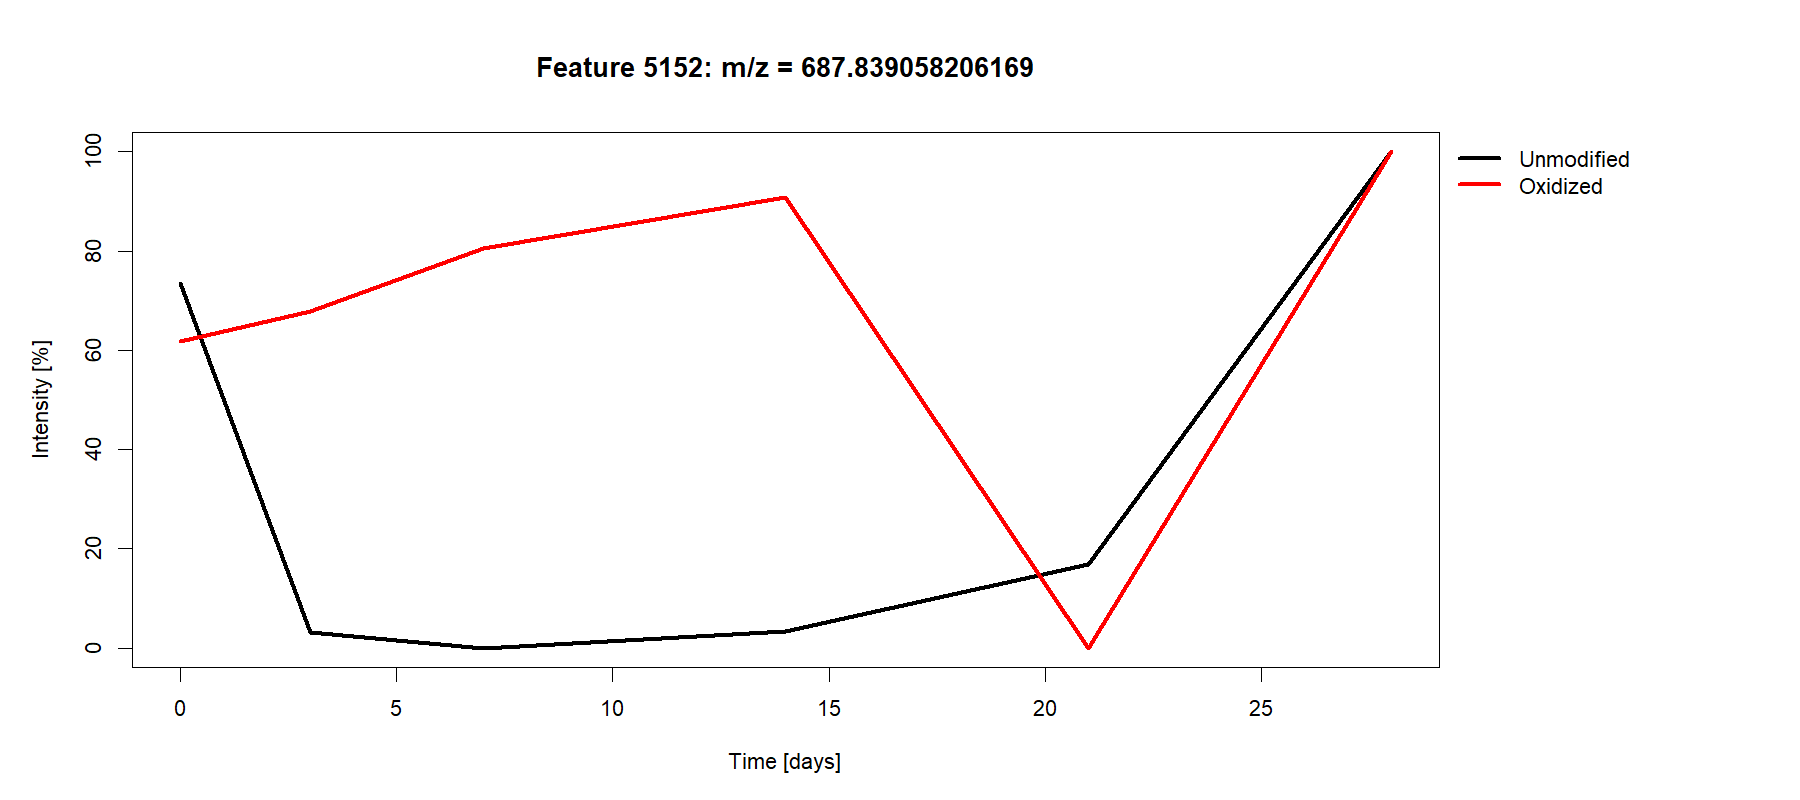 Feature 5152: m/z = 687.839058206169
Unmodified
Oxidized
Intensity [%]
100
80
60
40
20
0
0 5 10 15 20 25
Time [days]